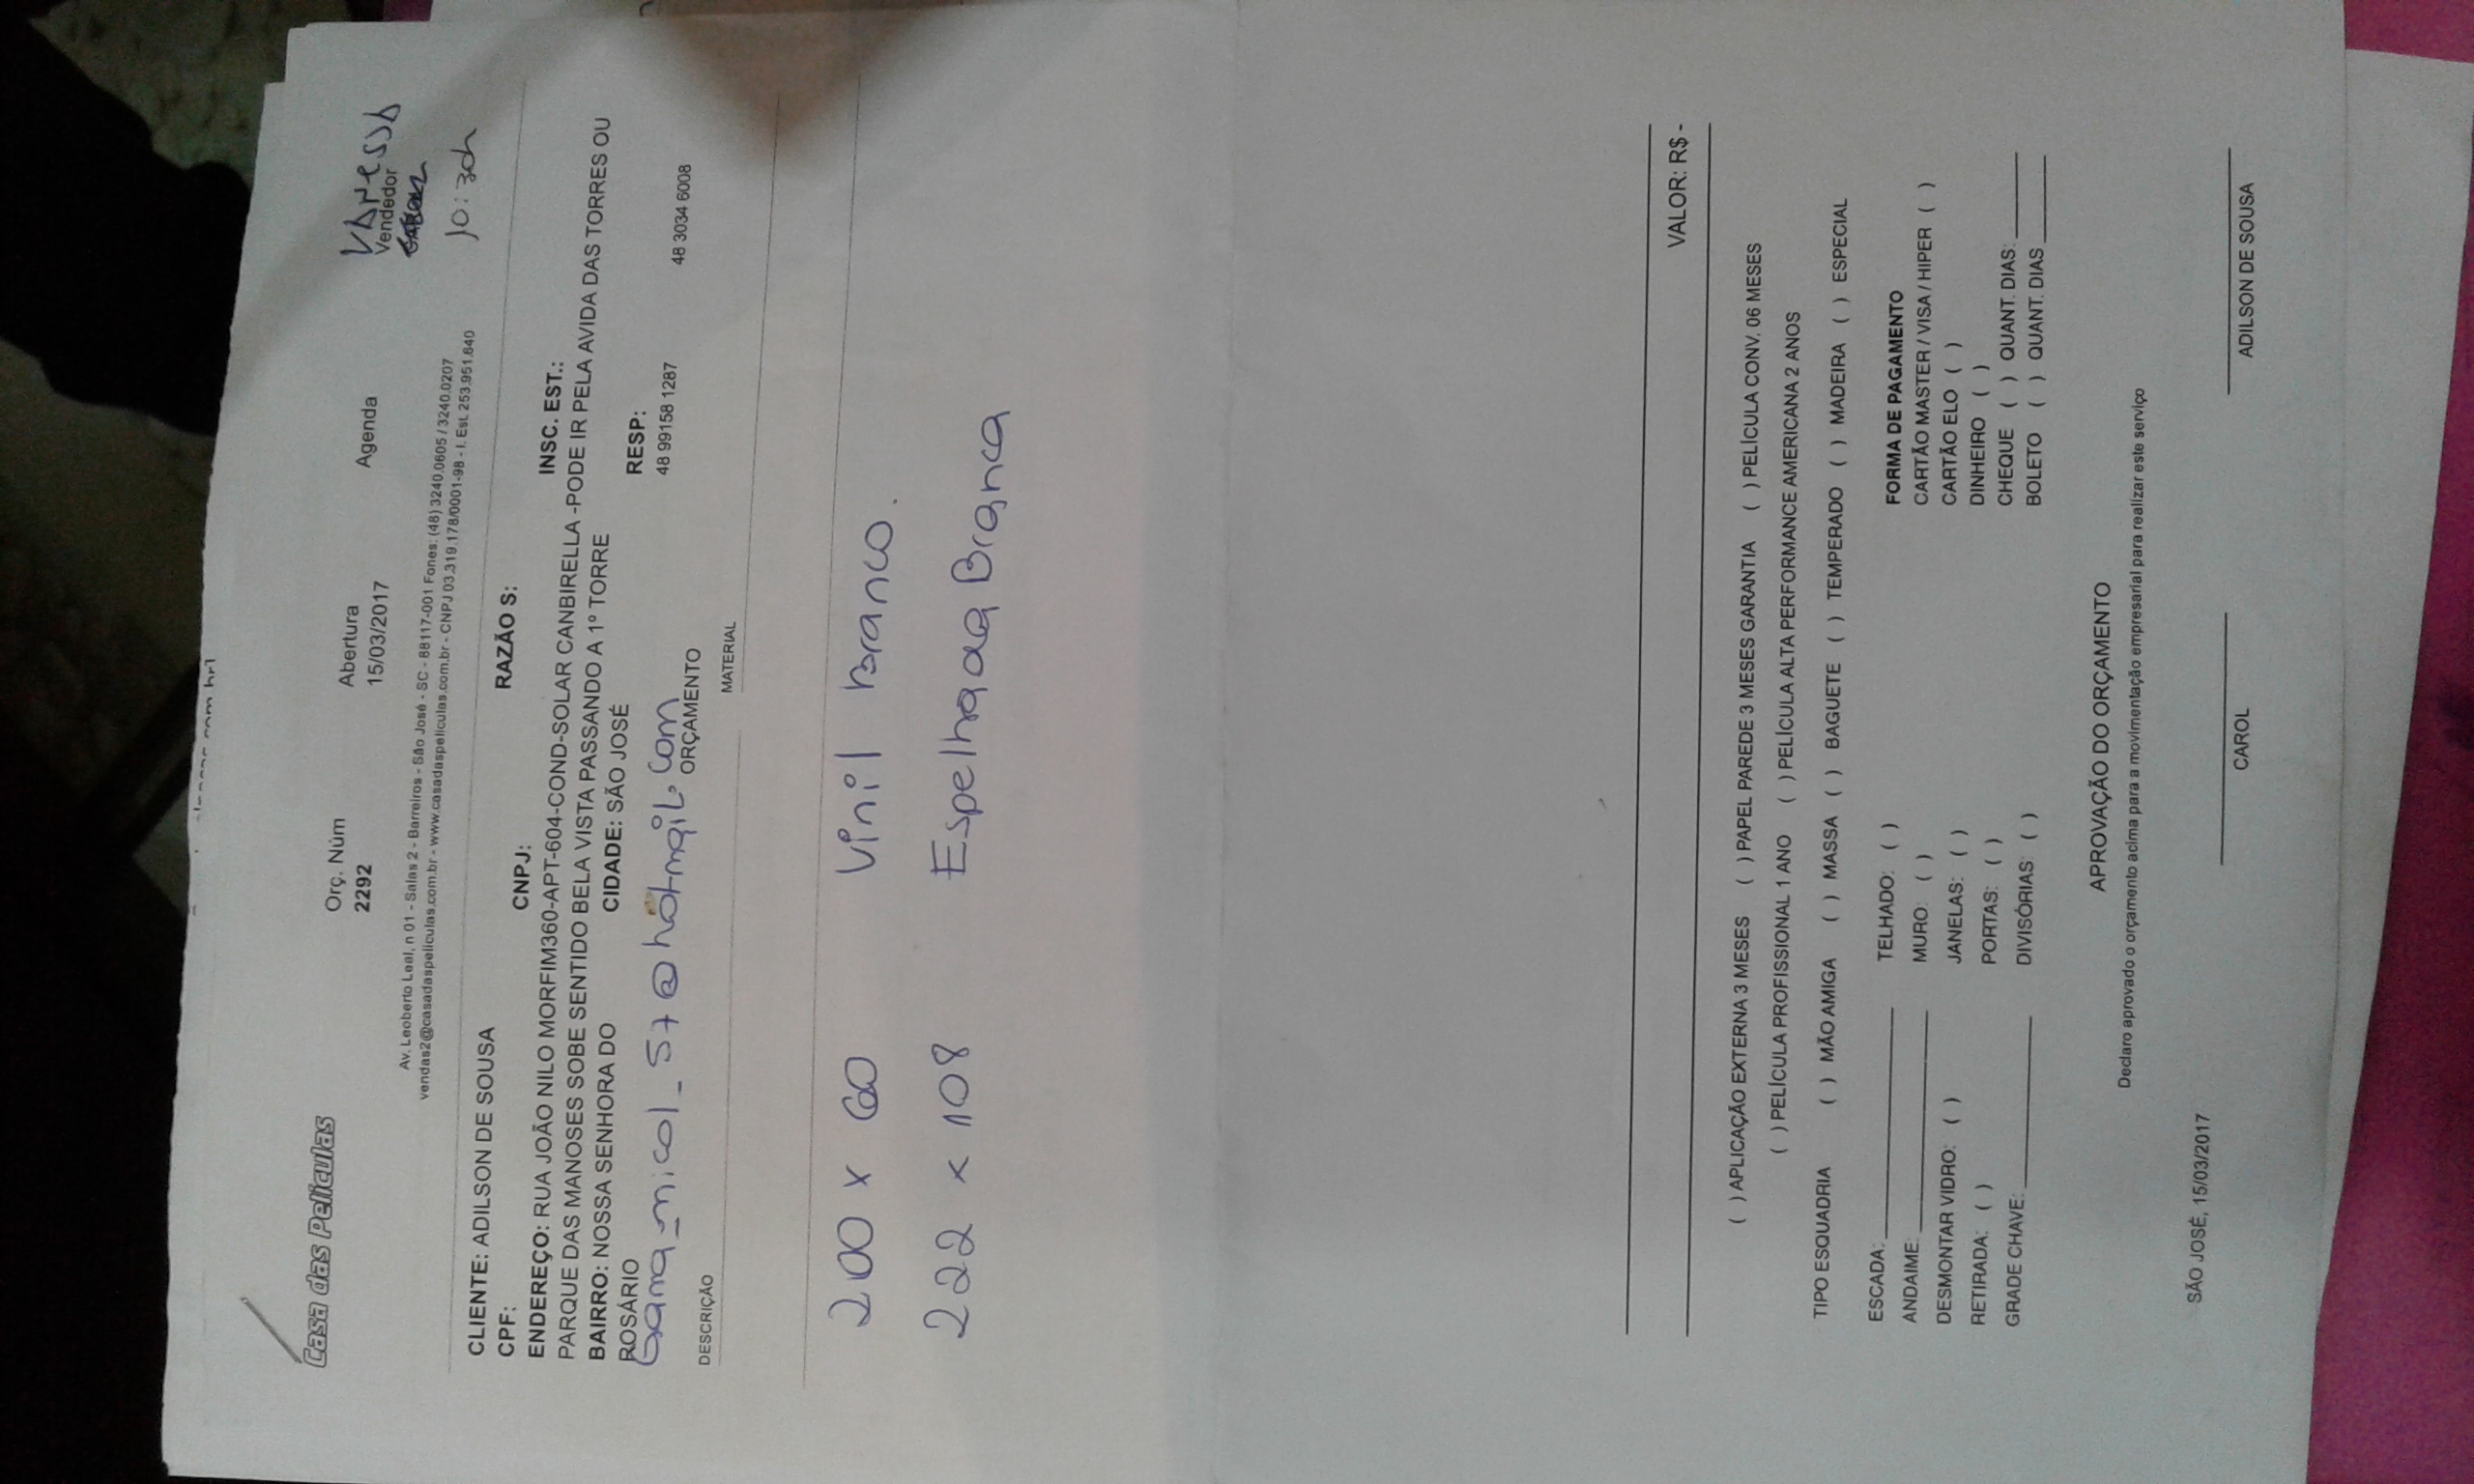 Casa das Películas
Orç. Núm Abertura Agenda Vanessa
2292 15/03/2017 Vendedor
10:30h
Av. Leoberto Leal, n 01 - Salas 2 - Barreiros - São José - SC - 88117-001 Fones: (48) 3240.0605 / 3240.0207
vendas2@casadaspeliculas.com.br - www.casadaspeliculas.com.br - CNPJ 03.319.178/0001-98 - I. Est. 253.951.640
CLIENTE: ADILSON DE SOUSA RAZÃO S:
CPF: CNPJ: INSC. EST.:
ENDEREÇO: RUA JOÃO NILO MORFIM360-APT-604-COND-SOLAR CANBIRELLA -PODE IR PELA AVIDA DAS TORRES OU
PARQUE DAS MANOSES SOBE SENTIDO BELA VISTA PASSANDO A 1º TORRE
BAIRRO: NOSSA SENHORA DO CIDADE: SÃO JOSÉ RESP:
ROSÁRIO 48 99158 1287 48 3034 6008
_micol_57@hotmail.com
ORÇAMENTO
DESCRIÇÃO MATERIAL
200 x 60 Vinil branco.
222 x 108 Espelhada Branca
VALOR: R$ -
( ) APLICAÇÃO EXTERNA 3 MESES ( ) PAPEL PAREDE 3 MESES GARANTIA ( ) PELÍCULA CONV. 06 MESES
( ) PELÍCULA PROFISSIONAL 1 ANO ( ) PELÍCULA ALTA PERFORMANCE AMERICANA 2 ANOS
TIPO ESQUADRIA ( ) MÃO AMIGA ( ) MASSA ( ) BAGUETE ( ) TEMPERADO ( ) MADEIRA ( ) ESPECIAL
ESCADA: TELHADO: ( ) FORMA DE PAGAMENTO
ANDAIME: MURO: ( ) CARTÃO MASTER / VISA / HIPER ( )
DESMONTAR VIDRO: ( ) JANELAS: ( ) CARTÃO ELO ( )
RETIRADA: ( ) PORTAS: ( ) DINHEIRO ( )
GRADE CHAVE: DIVISÓRIAS: ( ) CHEQUE ( ) QUANT. DIAS:
BOLETO ( ) QUANT. DIAS
APROVAÇÃO DO ORÇAMENTO
Declaro aprovado o orçamento acima para a movimentação empresarial para realizar este serviço
SÃO JOSÉ, 15/03/2017
CAROL ADILSON DE SOUSA